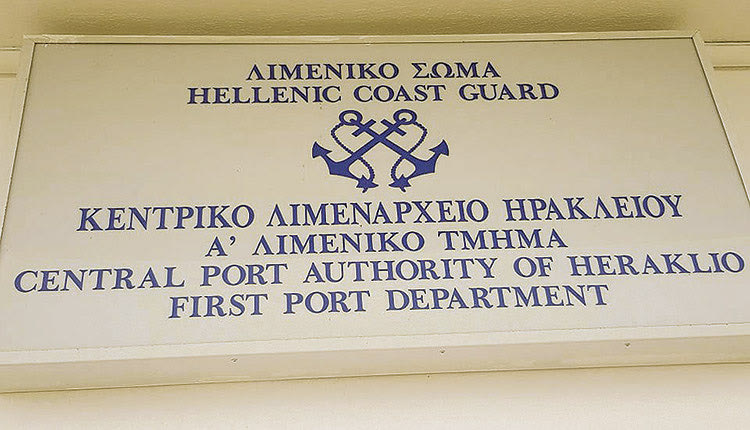 ΛΙΜΕΝΙΚΟ ΣΩΜΑ
HELLENIC COAST GUARD
ΚΕΝΤΡΙΚΟ ΛΙΜΕΝΑΡΧΕΙΟ ΗΡΑΚΛΕΙΟΥ
Α’ ΛΙΜΕΝΙΚΟ ΤΜΗΜΑ
CENTRAL PORT AUTHORITY OF HERAKLIO
FIRST PORT DEPARTMENT